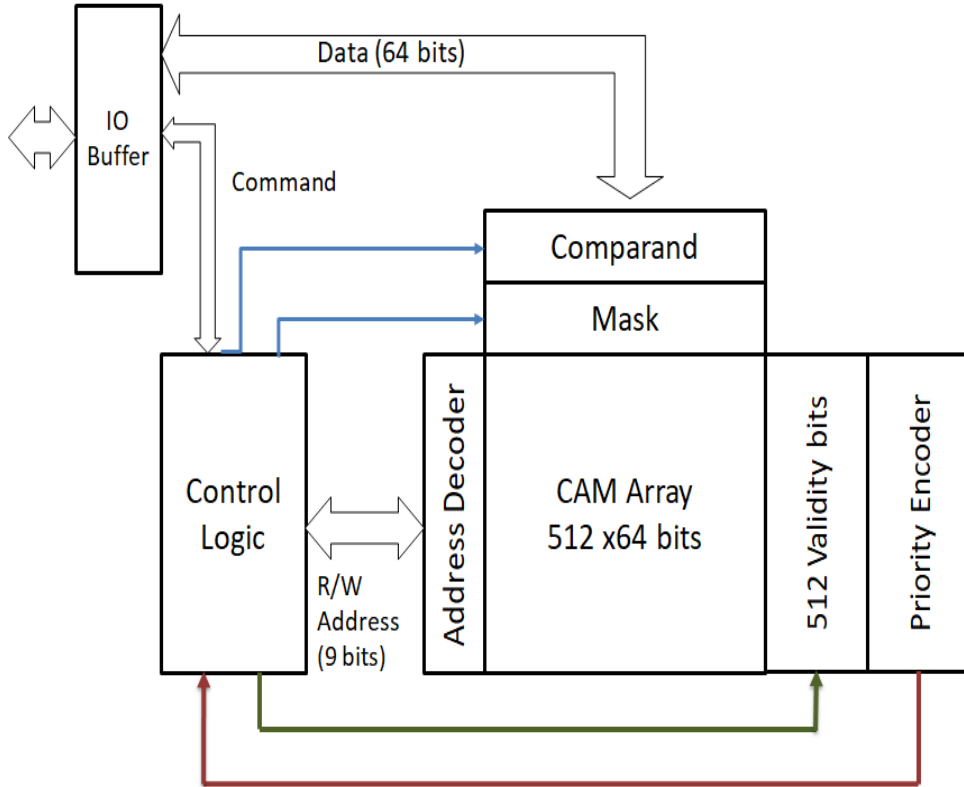 Data (64 bits)
IO
Buffer
Command
Comparand
Mask
Control
Logic
R/W
Address
(9 bits)
Address Decoder
CAM Array
512 x64 bits
512 Validity bits
Priority Encoder